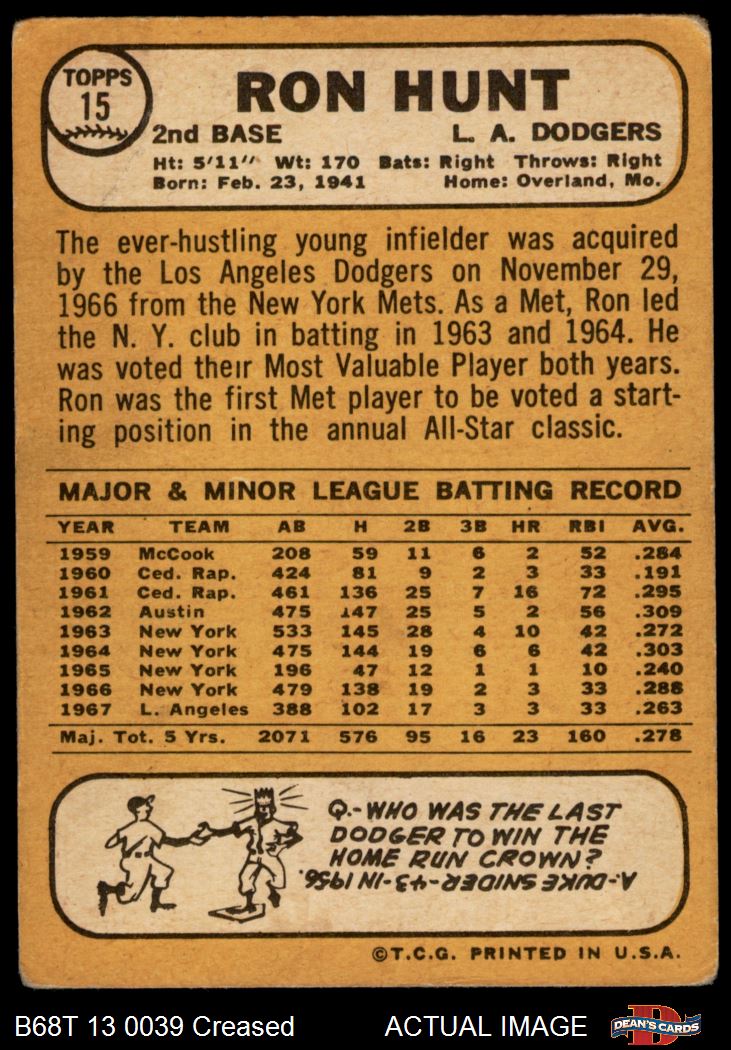 TOPPS
15
RON HUNT
2nd BASE L. A. DODGERS
Ht: 5'11" Wt: 170 Bats: Right Throws: Right
Born: Feb. 23, 1941 Home: Overland, Mo.
The ever-hustling young infielder was acquired
by the Los Angeles Dodgers on November 29,
1966 from the New York Mets. As a Met, Ron led
the N. Y. club in batting in 1963 and 1964. He
was voted their Most Valuable Player both years.
Ron was the first Met player to be voted a start-
ing position in the annual All-Star classic.
MAJOR & MINOR LEAGUE BATTING RECORD
YEAR TEAM AB H 2B 3B HR RBI AVG.
1959 McCook 208 59 11 6 2 52 .284
1960 Ced. Rap. 424 81 9 2 3 33 .191
1961 Ced. Rap. 461 136 25 7 16 72 .295
1962 Austin 475 147 25 5 2 56 .309
1963 New York 533 145 28 4 10 42 .272
1964 New York 475 144 19 6 6 42 .303
1965 New York 196 47 12 1 1 10 .240
1966 New York 479 138 19 2 3 33 .288
1967 L. Angeles 388 102 17 3 3 33 .263
Maj. Tot. 5 Yrs. 2071 576 95 16 23 160 .278
Q.-WHO WAS THE LAST
DODGER TO WIN THE
HOME RUN CROWN?
A.-DUKE SNIDER-43-IN 1956.
©T.C.G. PRINTED IN U.S.A.
B68T 13 0039 Creased ACTUAL IMAGE
DEAN'S CARDS